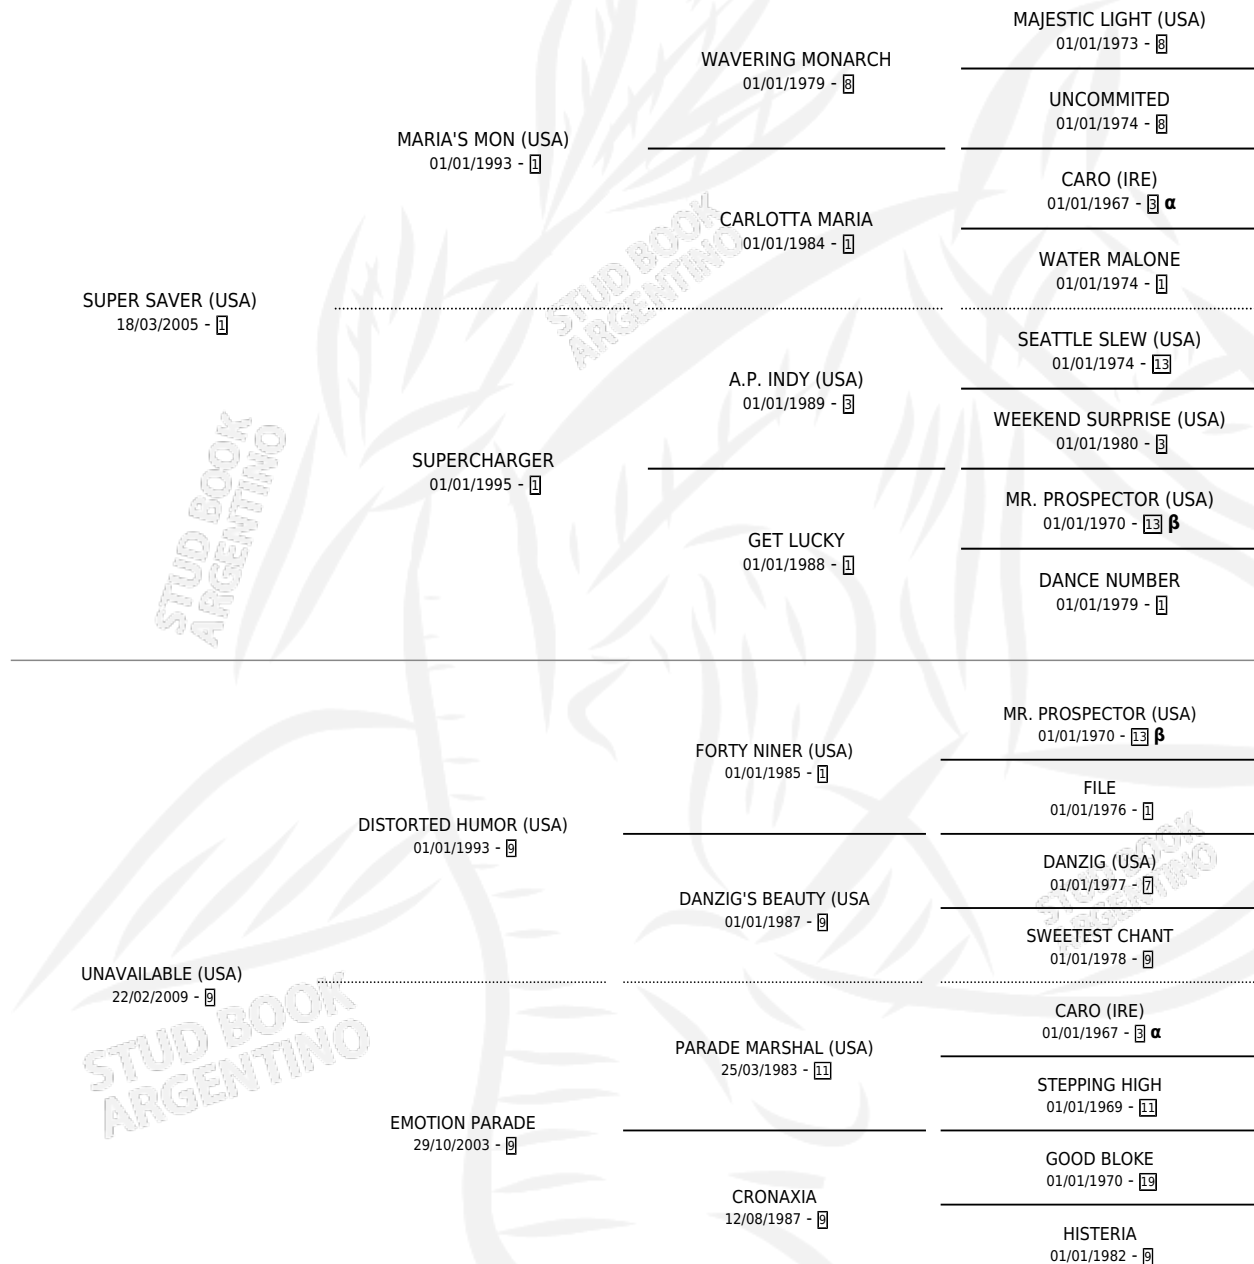 MAJESTIC LIGHT (USA)
01/01/1973 - 8
WAVERING MONARCH
01/01/1979 - 8
UNCOMMITED
01/01/1974 - 8
MARIA'S MON (USA)
01/01/1993 - 1
CARO (IRE)
01/01/1967 - 3 α
CARLOTTA MARIA
01/01/1984 - 1
WATER MALONE
01/01/1974 - 1
SUPER SAVER (USA)
18/03/2005 - 1
SEATTLE SLEW (USA)
01/01/1974 - 13
A.P. INDY (USA)
01/01/1989 - 3
WEEKEND SURPRISE (USA)
01/01/1980 - 3
SUPERCHARGER
01/01/1995 - 1
MR. PROSPECTOR (USA)
01/01/1970 - 13 β
GET LUCKY
01/01/1988 - 1
DANCE NUMBER
01/01/1979 - 1
MR. PROSPECTOR (USA)
01/01/1970 - 13 β
FORTY NINER (USA)
01/01/1985 - 1
FILE
01/01/1976 - 1
DISTORTED HUMOR (USA)
01/01/1993 - 9
DANZIG (USA)
01/01/1977 - 7
DANZIG'S BEAUTY (USA
01/01/1987 - 9
SWEETEST CHANT
01/01/1978 - 9
UNAVAILABLE (USA)
22/02/2009 - 9
CARO (IRE)
01/01/1967 - 3 α
PARADE MARSHAL (USA)
25/03/1983 - 11
STEPPING HIGH
01/01/1969 - 11
EMOTION PARADE
29/10/2003 - 9
GOOD BLOKE
01/01/1970 - 19
CRONAXIA
12/08/1987 - 9
HISTERIA
01/01/1982 - 9
STUD BOOK
ARGENTINO
STUD BOOK
ARGENTINO
STUD BOOK
ARGENTINO
STUD BOOK
ARGENTINO